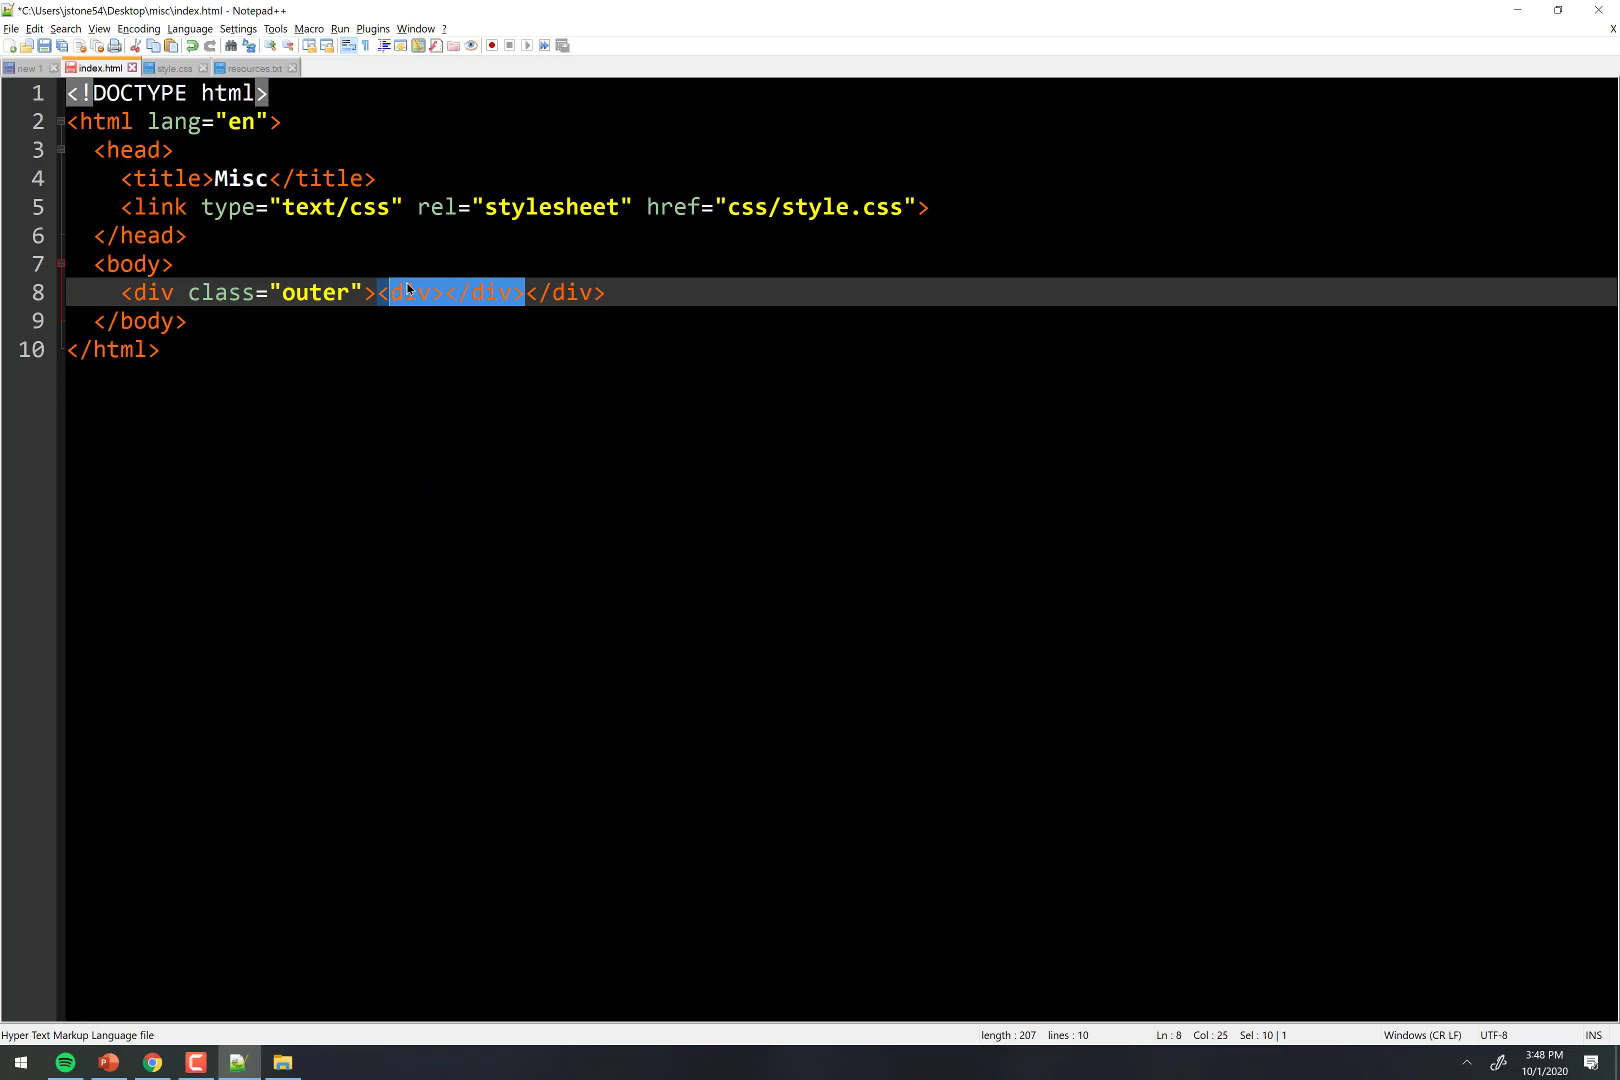 *C:\Users\jstone54\Desktop\misc\index.html - Notepad++
File Edit Search View Encoding Language Settings Tools Macro Run Plugins Window ? X
new 1 index.html style.css resources.txt
1 <!DOCTYPE html>
2 <html lang="en">
3 <head>
4 <title>Misc</title>
5 <link type="text/css" rel="stylesheet" href="css/style.css">
6 </head>
7 <body>
8 <div class="outer"><div></div></div>
9 </body>
10 </html>
Hyper Text Markup Language file length : 207 lines : 10 Ln : 8 Col : 25 Sel : 10 | 1 Windows (CR LF) UTF-8 INS
3:48 PM
10/1/2020